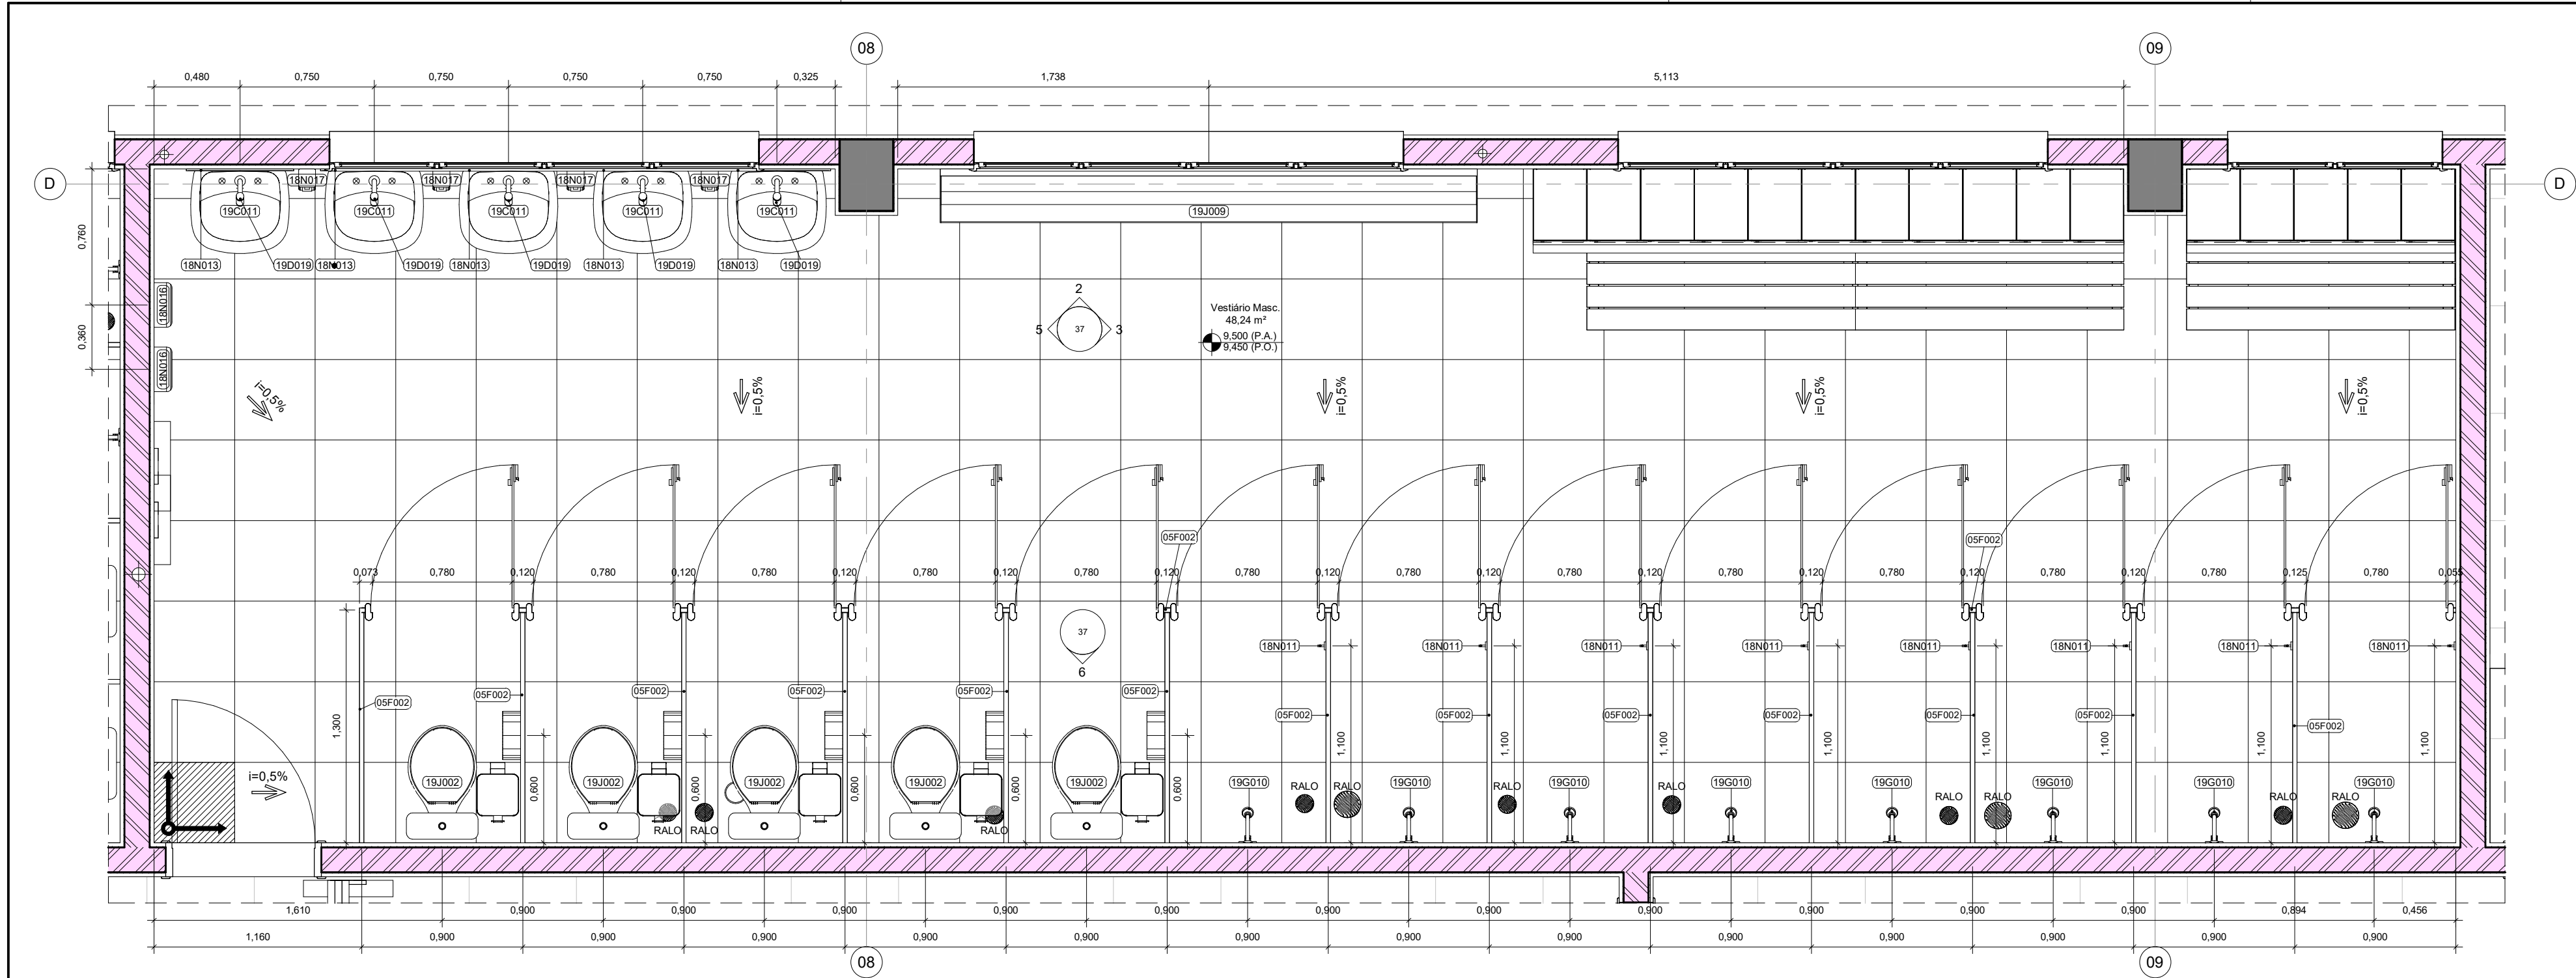 08
09
0,480
0,750
0,750
0,750
0,750
0,325
1,738
5,113
D
D
18N017
18N017
18N017
18N017
19C011
19C011
19C011
19C011
19C011
19J009
0,760
18N013
19D019
18N013
19D019
18N013
19D019
18N013
19D019
18N013
19D019
18N016
0,360
18N016
2
5
37
3
Vestiário Masc.
48,24 m²
9,500 (P.A.)
9,450 (P.O.)
i=0,5%
i=0,5%
i=0,5%
i=0,5%
i=0,5%
05F002
05F002
0,073
0,780
0,120
0,780
0,120
0,780
0,120
0,780
0,120
0,780
0,120
0,780
0,120
0,780
0,120
0,780
0,120
0,780
0,120
0,780
0,120
0,780
0,120
0,780
0,125
0,780
0,055
37
6
18N011
18N011
18N011
18N011
18N011
18N011
18N011
18N011
05F002
05F002
05F002
05F002
05F002
05F002
05F002
05F002
05F002
05F002
05F002
05F002
05F002
1,300
1,100
1,100
1,100
1,100
1,100
1,100
1,100
1,100
i=0,5%
19J002
19J002
19J002
19J002
19J002
0,600
0,600
0,600
0,600
0,600
19G010
19G010
19G010
19G010
19G010
19G010
19G010
19G010
RALO
RALO
RALO
RALO
RALO
RALO
RALO
RALO
RALO
RALO
RALO
1,610
0,900
0,900
0,900
0,900
0,900
0,900
0,900
0,900
0,900
0,900
0,900
0,900
0,894
0,456
1,160
0,900
0,900
0,900
0,900
0,900
0,900
0,900
0,900
0,900
0,900
0,900
0,900
0,900
08
09